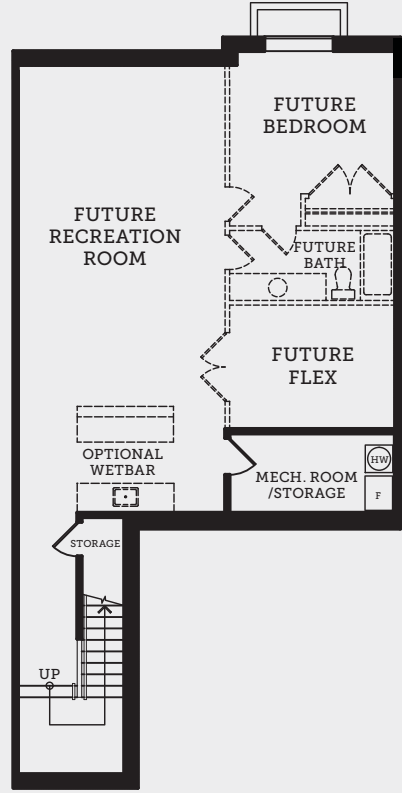 FUTURE
BEDROOM
FUTURE
RECREATION
ROOM
FUTURE
BATH
FUTURE
FLEX
OPTIONAL
WETBAR
MECH. ROOM
/STORAGE
HW
F
STORAGE
UP